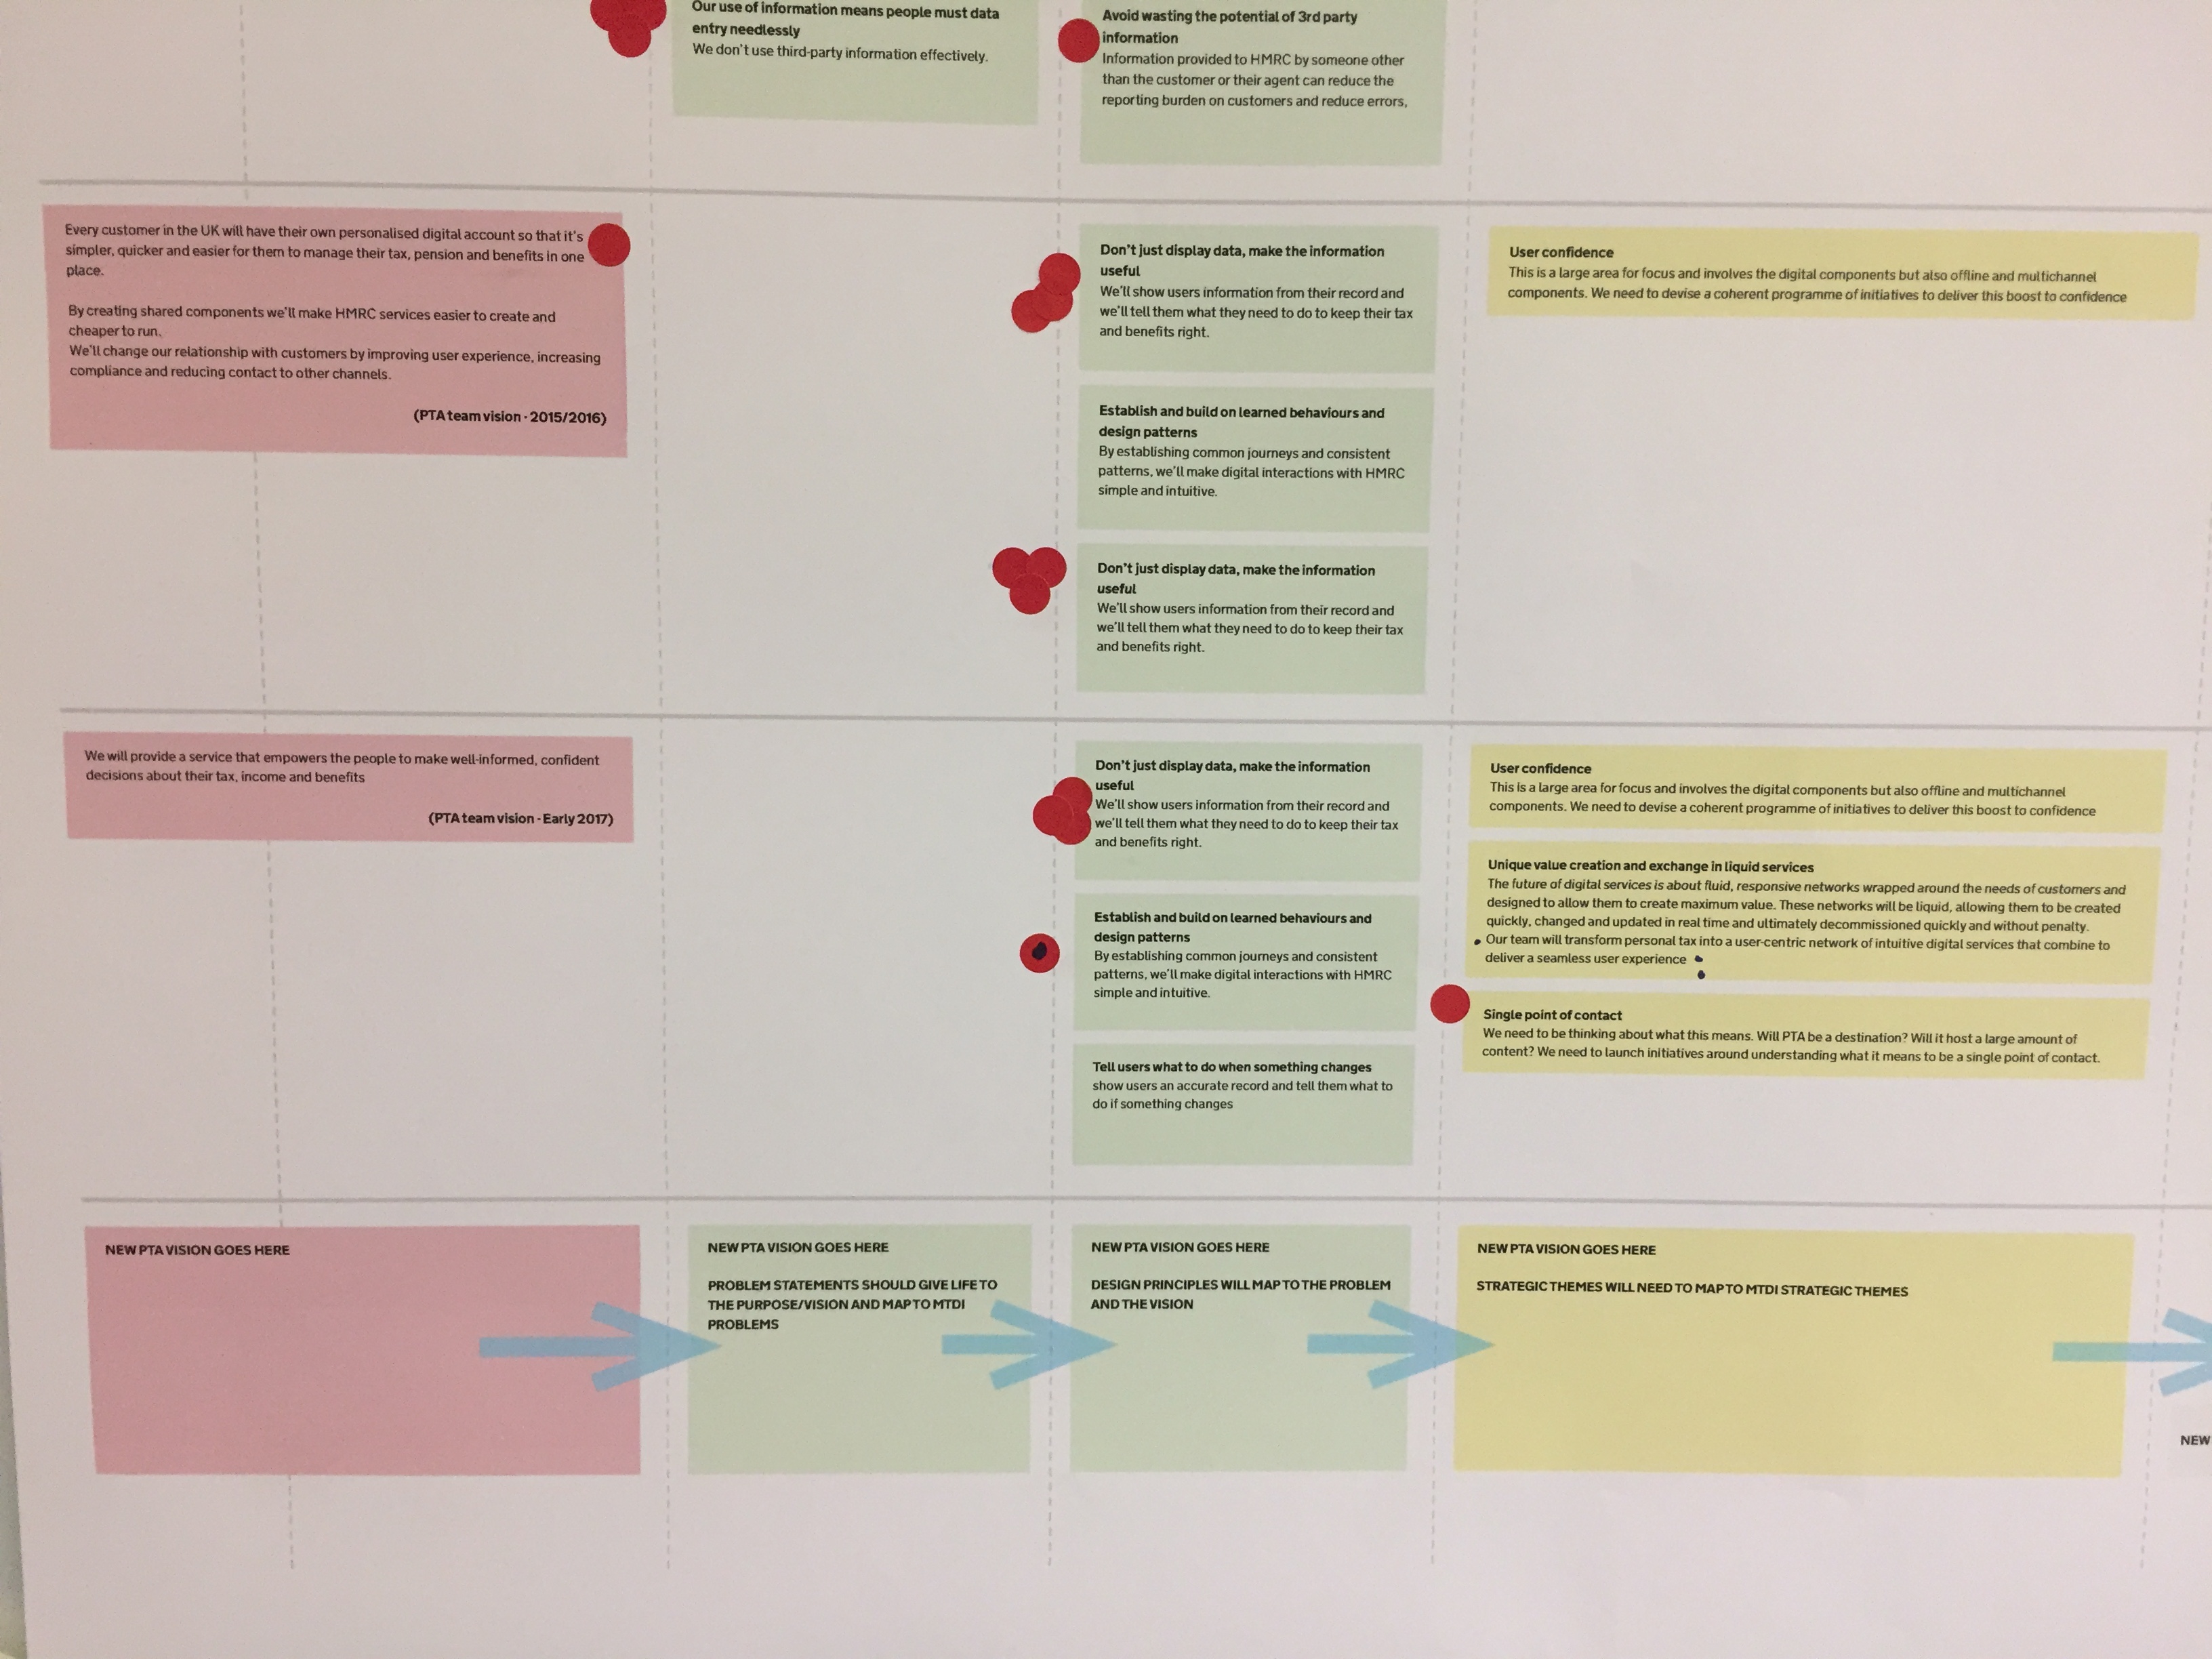 Our use of information means people must data
entry needlessly
We don't use third-party information effectively.
Avoid wasting the potential of 3rd party
information
Information provided to HMRC by someone other
than the customer or their agent can reduce the
reporting burden on customers and reduce errors,
Every customer in the UK will have their own personalised digital account so that it's
simpler, quicker and easier for them to manage their tax, pension and benefits in one
place.
By creating shared components we'll make HMRC services easier to create and
cheaper to run.
We'll change our relationship with customers by improving user experience, increasing
compliance and reducing contact to other channels.
(PTA team vision - 2015/2016)
Don't just display data, make the information
useful
We'll show users information from their record and
we'll tell them what they need to do to keep their tax
and benefits right.
Establish and build on learned behaviours and
design patterns
By establishing common journeys and consistent
patterns, we'll make digital interactions with HMRC
simple and intuitive.
Don't just display data, make the information
useful
We'll show users information from their record and
we'll tell them what they need to do to keep their tax
and benefits right.
User confidence
This is a large area for focus and involves the digital components but also offline and multichannel
components. We need to devise a coherent programme of initiatives to deliver this boost to confidence
We will provide a service that empowers the people to make well-informed, confident
decisions about their tax, income and benefits
(PTA team vision - Early 2017)
Don't just display data, make the information
useful
We'll show users information from their record and
we'll tell them what they need to do to keep their tax
and benefits right.
Establish and build on learned behaviours and
design patterns
By establishing common journeys and consistent
patterns, we'll make digital interactions with HMRC
simple and intuitive.
Tell users what to do when something changes
show users an accurate record and tell them what to
do if something changes
User confidence
This is a large area for focus and involves the digital components but also offline and multichannel
components. We need to devise a coherent programme of initiatives to deliver this boost to confidence
Unique value creation and exchange in liquid services
The future of digital services is about fluid, responsive networks wrapped around the needs of customers and
designed to allow them to create maximum value. These networks will be liquid, allowing them to be created
quickly, changed and updated in real time and ultimately decommissioned quickly and without penalty.
Our team will transform personal tax into a user-centric network of intuitive digital services that combine to
deliver a seamless user experience
Single point of contact
We need to be thinking about what this means. Will PTA be a destination? Will it host a large amount of
content? We need to launch initiatives around understanding what it means to be a single point of contact.
NEW PTA VISION GOES HERE
NEW PTA VISION GOES HERE
PROBLEM STATEMENTS SHOULD GIVE LIFE TO
THE PURPOSE/VISION AND MAP TO MTDI
PROBLEMS
NEW PTA VISION GOES HERE
DESIGN PRINCIPLES WILL MAP TO THE PROBLEM
AND THE VISION
NEW PTA VISION GOES HERE
STRATEGIC THEMES WILL NEED TO MAP TO MTDI STRATEGIC THEMES
NEW